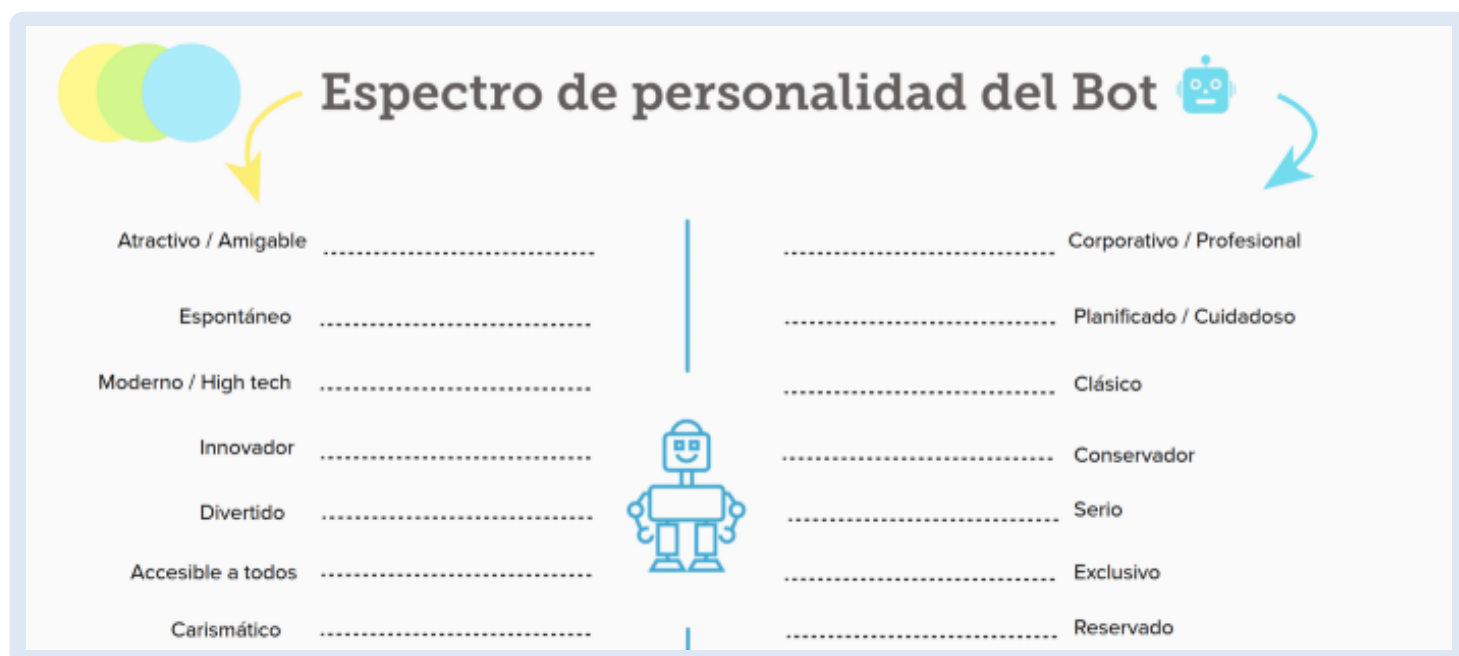 Espectro de personalidad del Bot
Atractivo / Amigable
Corporativo / Profesional
Espontáneo
Planificado / Cuidadoso
Moderno / High tech
Clásico
Innovador
Conservador
Divertido
Serio
Accesible a todos
Exclusivo
Carismático
Reservado